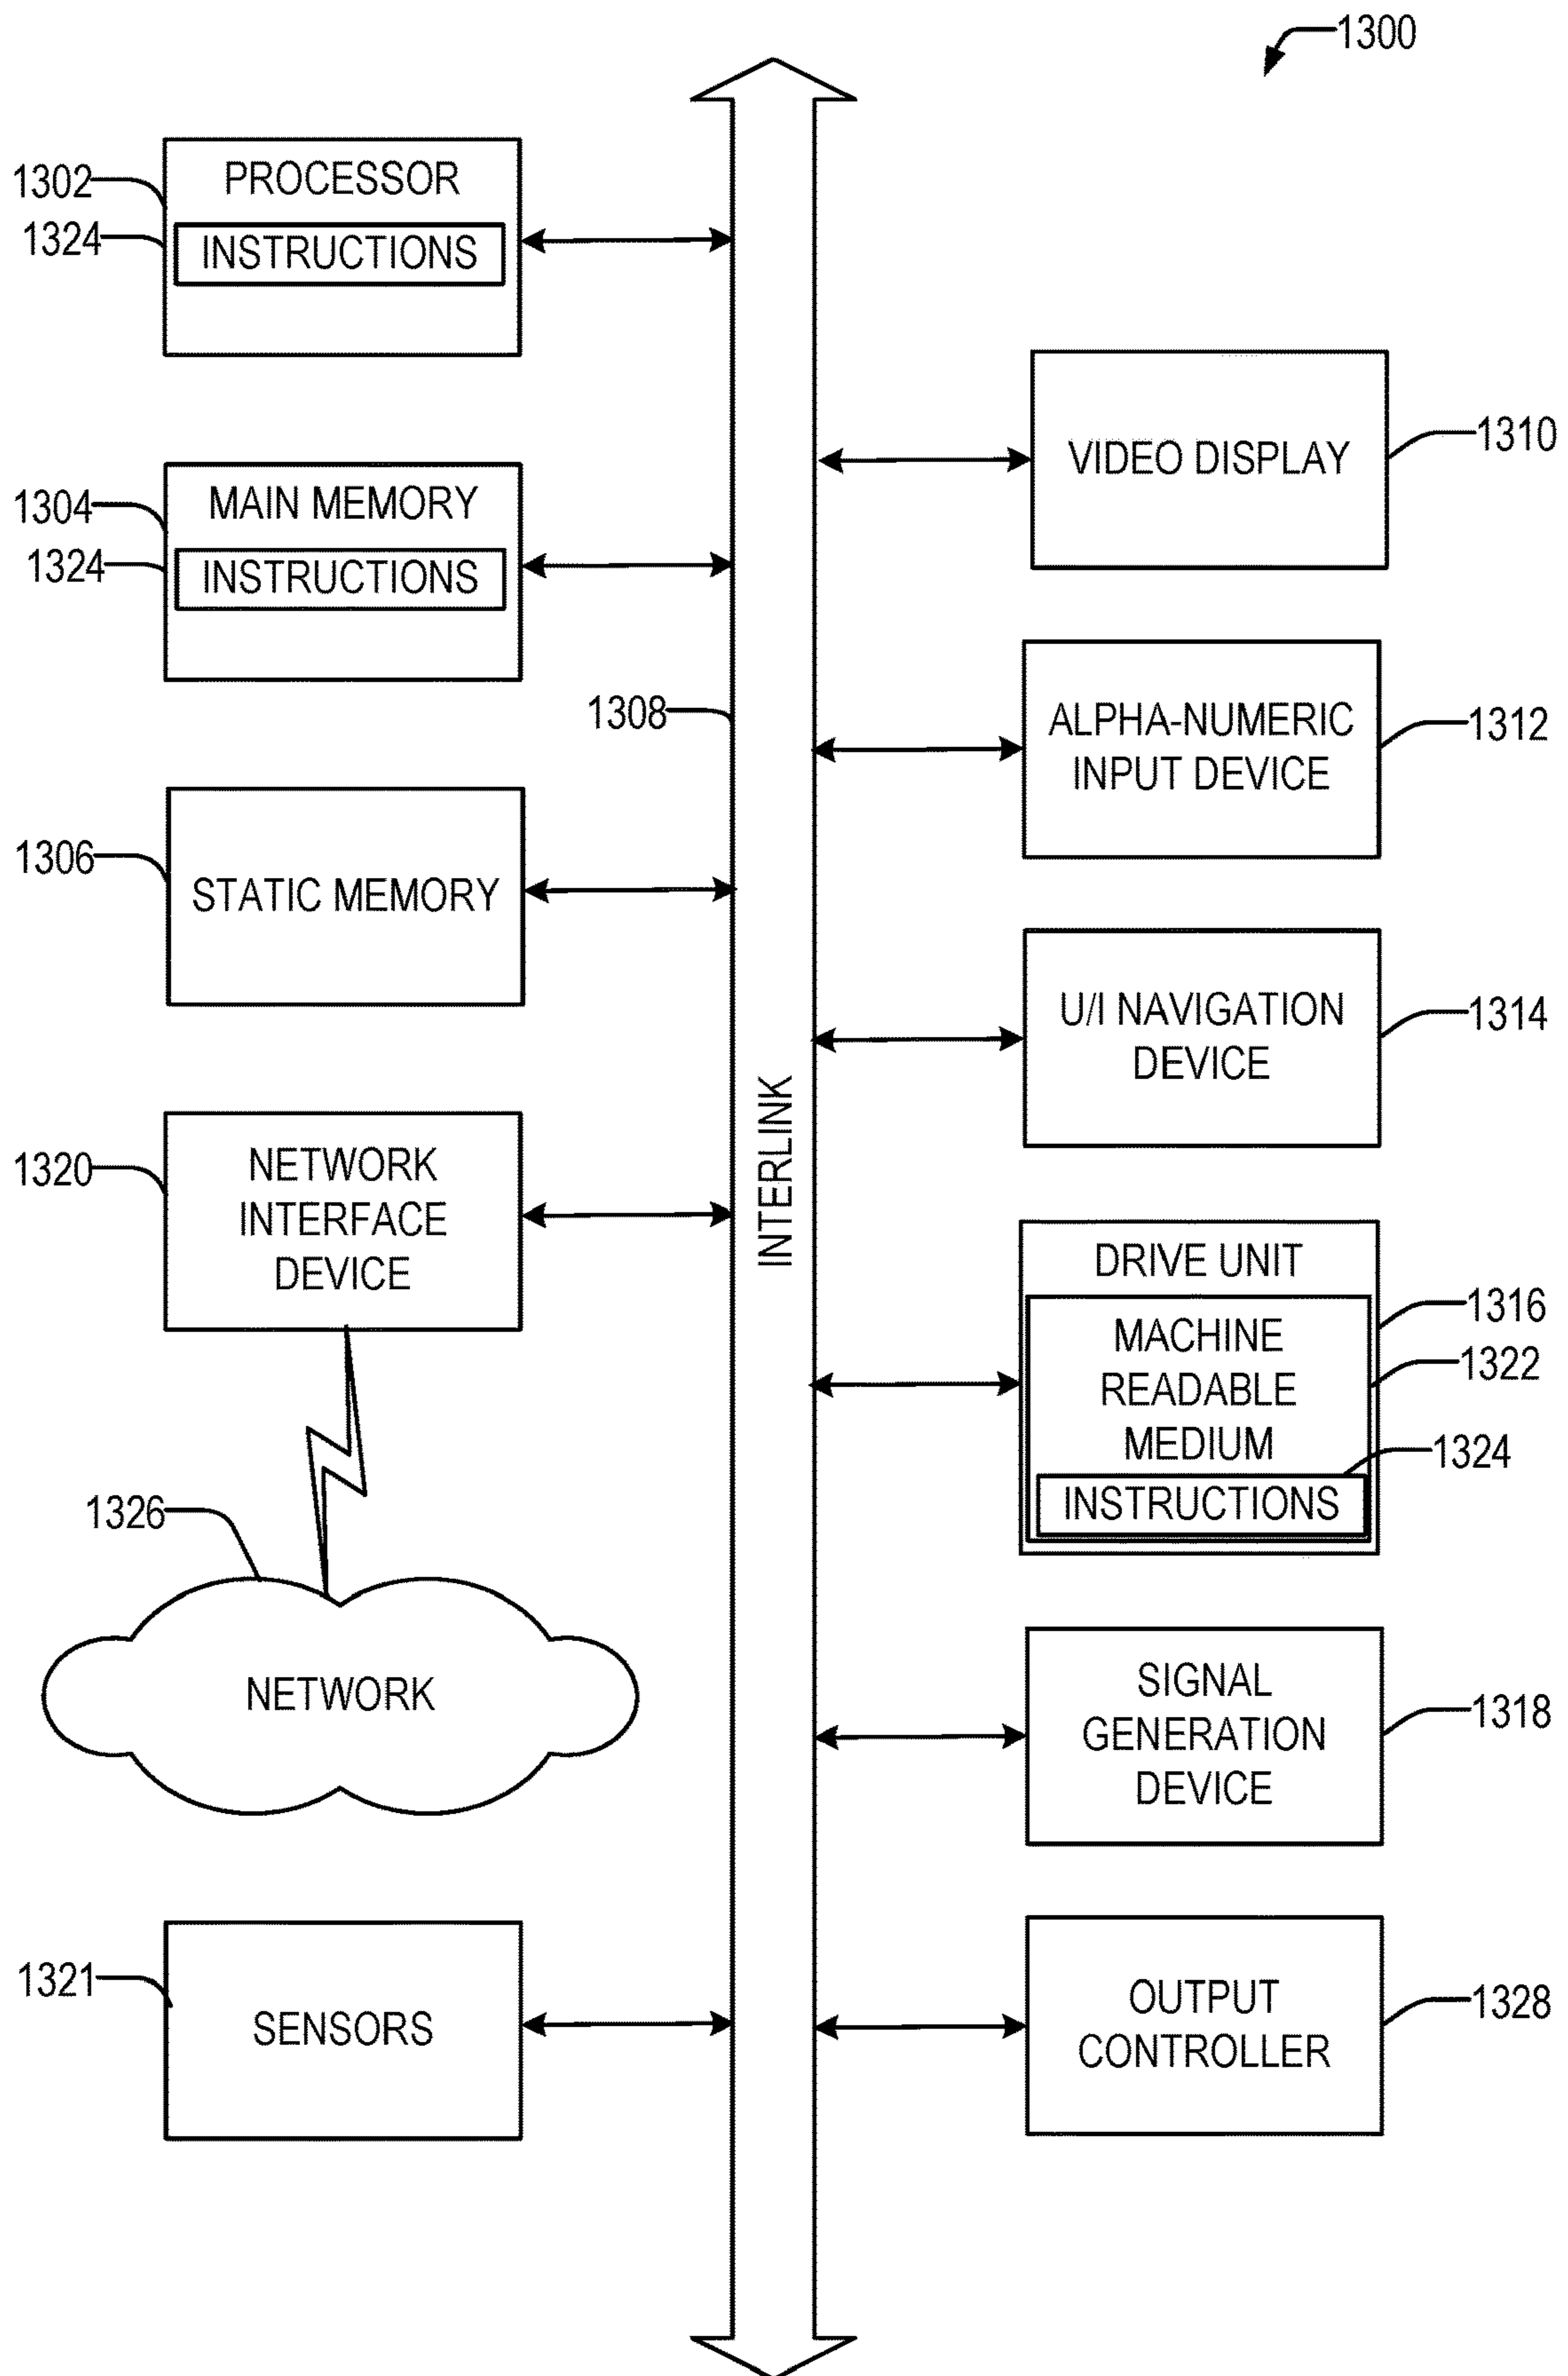 1300
1302
PROCESSOR
1324
INSTRUCTIONS
1304
MAIN MEMORY
1324
INSTRUCTIONS
1308
1306
STATIC MEMORY
1320
NETWORK
INTERFACE
DEVICE
1326
NETWORK
1321
SENSORS
INTERLINK
VIDEO DISPLAY
1310
ALPHA-NUMERIC
INPUT DEVICE
1312
U/I NAVIGATION
DEVICE
1314
DRIVE UNIT
1316
MACHINE
READABLE
MEDIUM
1322
1324
INSTRUCTIONS
SIGNAL
GENERATION
DEVICE
1318
OUTPUT
CONTROLLER
1328